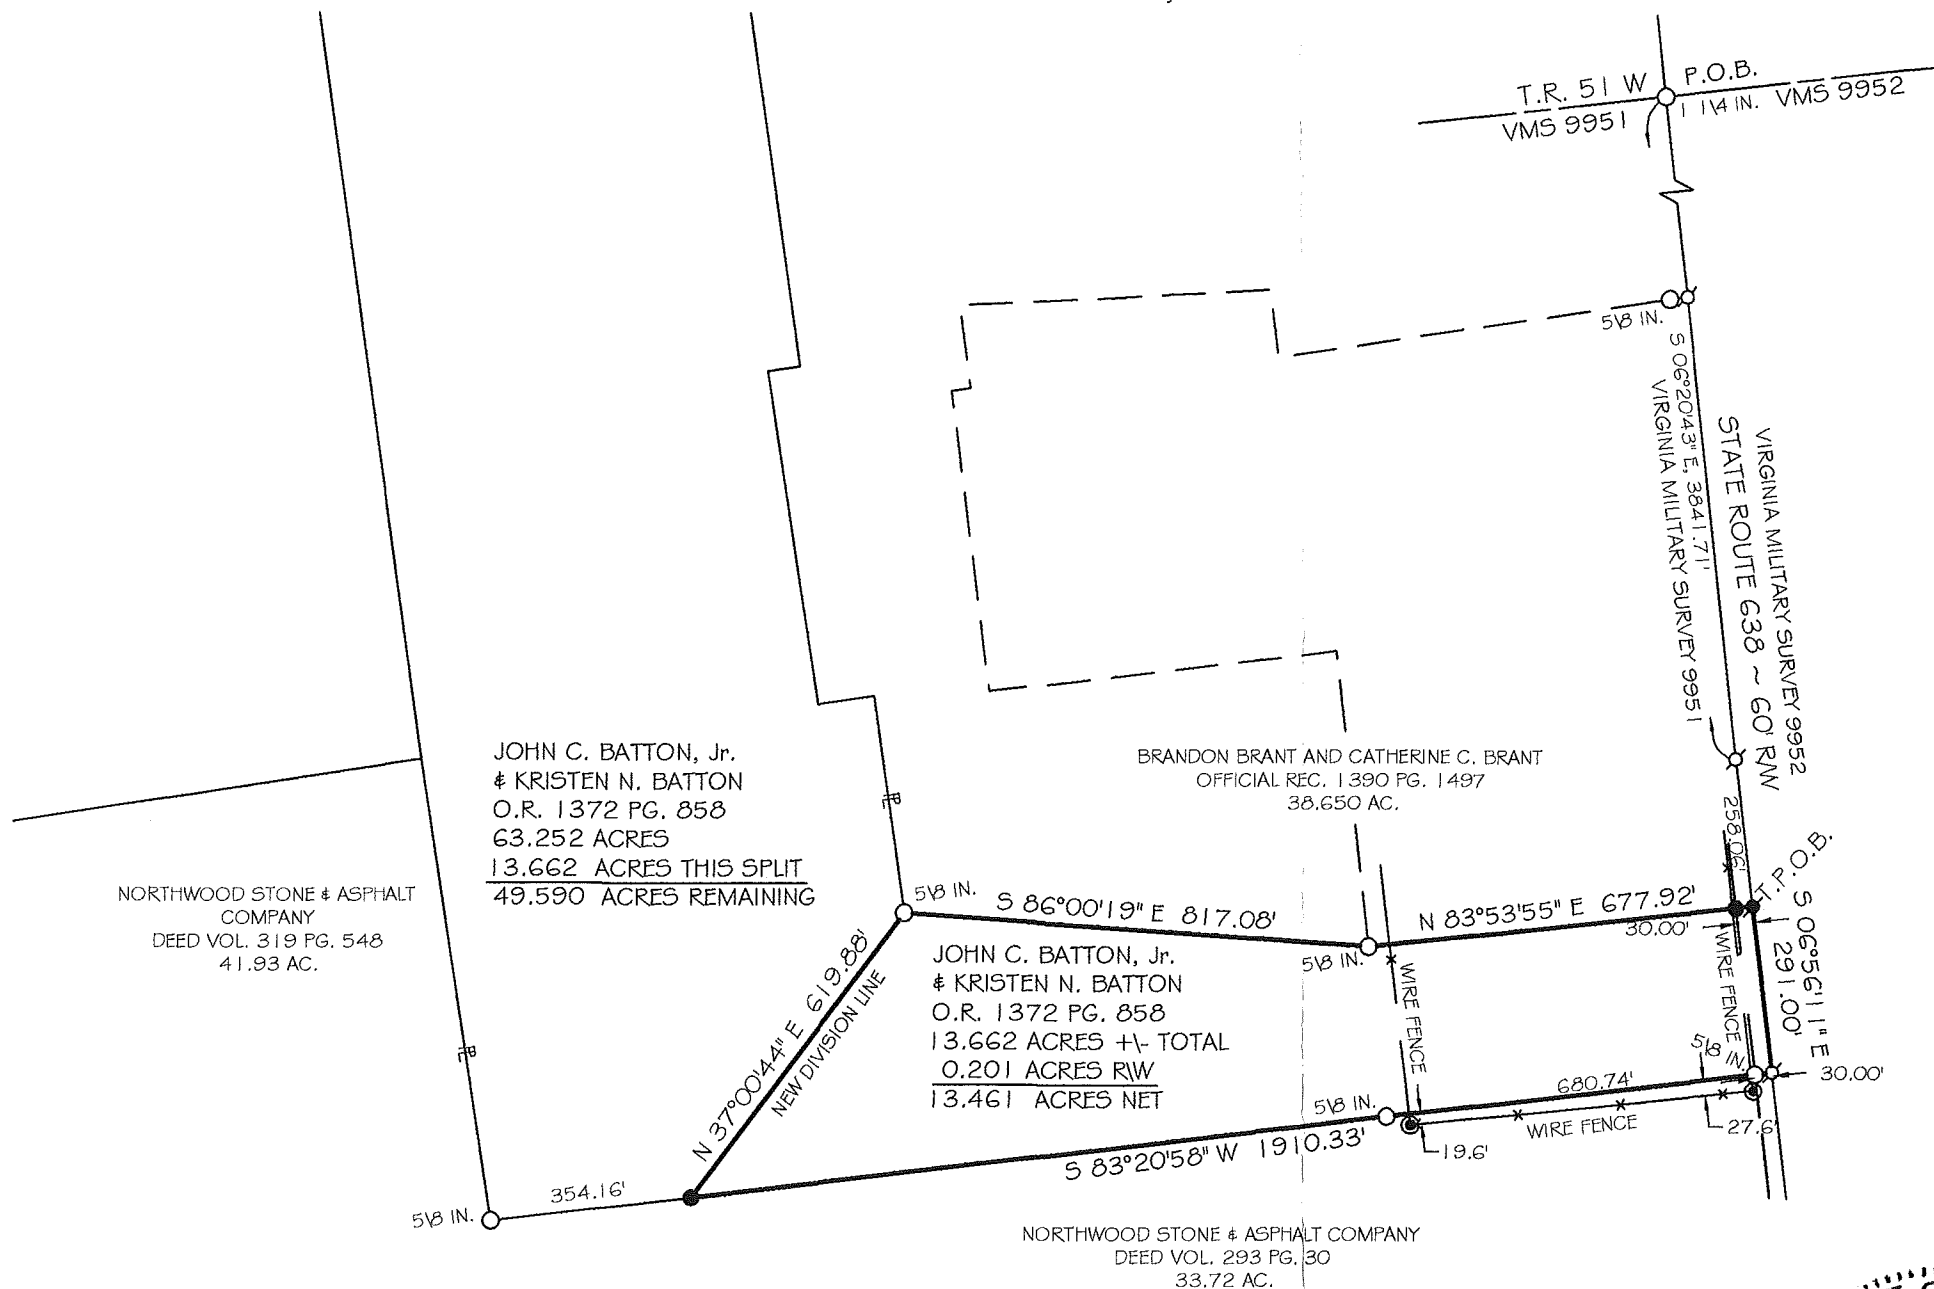 T.R. 51 W
P.O.B.
VMS 9951
1 1\4 IN.
VMS 9952
5\8 IN.
S 06°20'43" E, 3841.71'
VIRGINIA MILITARY SURVEY 9951
STATE ROUTE 638 ~ 60' R\W
VIRGINIA MILITARY SURVEY 9952
JOHN C. BATTON, Jr.
& KRISTEN N. BATTON
O.R. 1372 PG. 858
63.252 ACRES
13.662 ACRES THIS SPLIT
49.590 ACRES REMAINING
PL
BRANDON BRANT AND CATHERINE C. BRANT
OFFICIAL REC. 1390 PG. 1497
38.650 AC.
258.06'
T.P.O.B.
NORTHWOOD STONE & ASPHALT
COMPANY
DEED VOL. 319 PG. 548
41.93 AC.
5\8 IN.
S 86°00'19" E 817.08'
N 83°53'55" E 677.92'
30.00'
S 06°56'11" E
291.00'
N 37°00'44" E 619.88'
NEW DIVISION LINE
JOHN C. BATTON, Jr.
& KRISTEN N. BATTON
O.R. 1372 PG. 858
13.662 ACRES +\- TOTAL
0.201 ACRES R\W
13.461 ACRES NET
5\8 IN.
WIRE FENCE
WIRE FENCE
5\8 IN.
30.00'
PL
680.74'
5\8 IN.
WIRE FENCE
27.6'
19.6'
S 83°20'58" W 1910.33'
354.16'
5\8 IN.
NORTHWOOD STONE & ASPHALT COMPANY
DEED VOL. 293 PG. 30
33.72 AC.